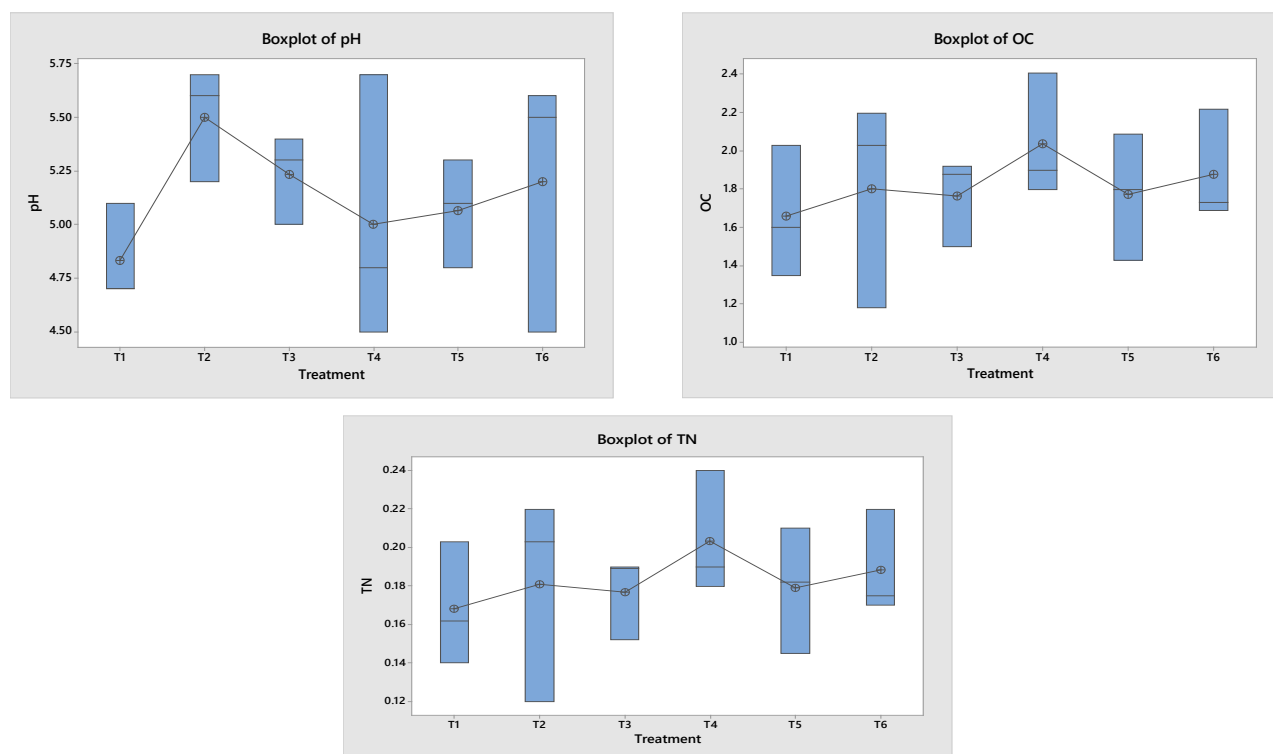 Boxplot of pH
5.75
5.50
5.25
5.00
4.75
4.50
pH
T1 T2 T3 T4 T5 T6
Treatment
Boxplot of OC
2.4
2.2
2.0
1.8
1.6
1.4
1.2
1.0
OC
T1 T2 T3 T4 T5 T6
Treatment
Boxplot of TN
0.24
0.22
0.20
0.18
0.16
0.14
0.12
TN
T1 T2 T3 T4 T5 T6
Treatment